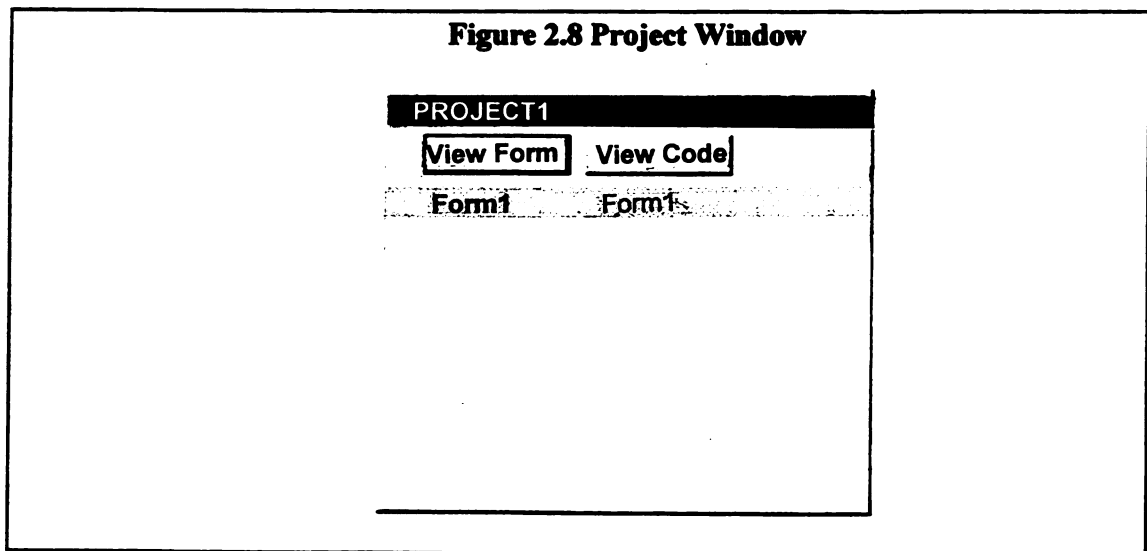 Figure 2.8 Project Window
PROJECT1
View Form View Code
Form1 Form1